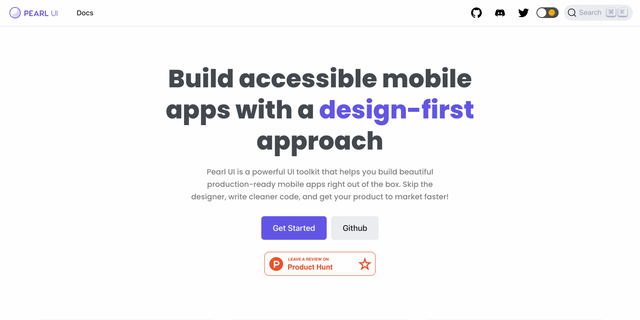 PEARL UI
Docs
Search ⌘ K
Build accessible mobile
apps with a design-first
approach
Pearl UI is a powerful UI toolkit that helps you build beautiful
production-ready mobile apps right out of the box. Skip the
designer, write cleaner code, and get your product to market faster!
Get Started
Github
P
LEAVE A REVIEW ON
Product Hunt